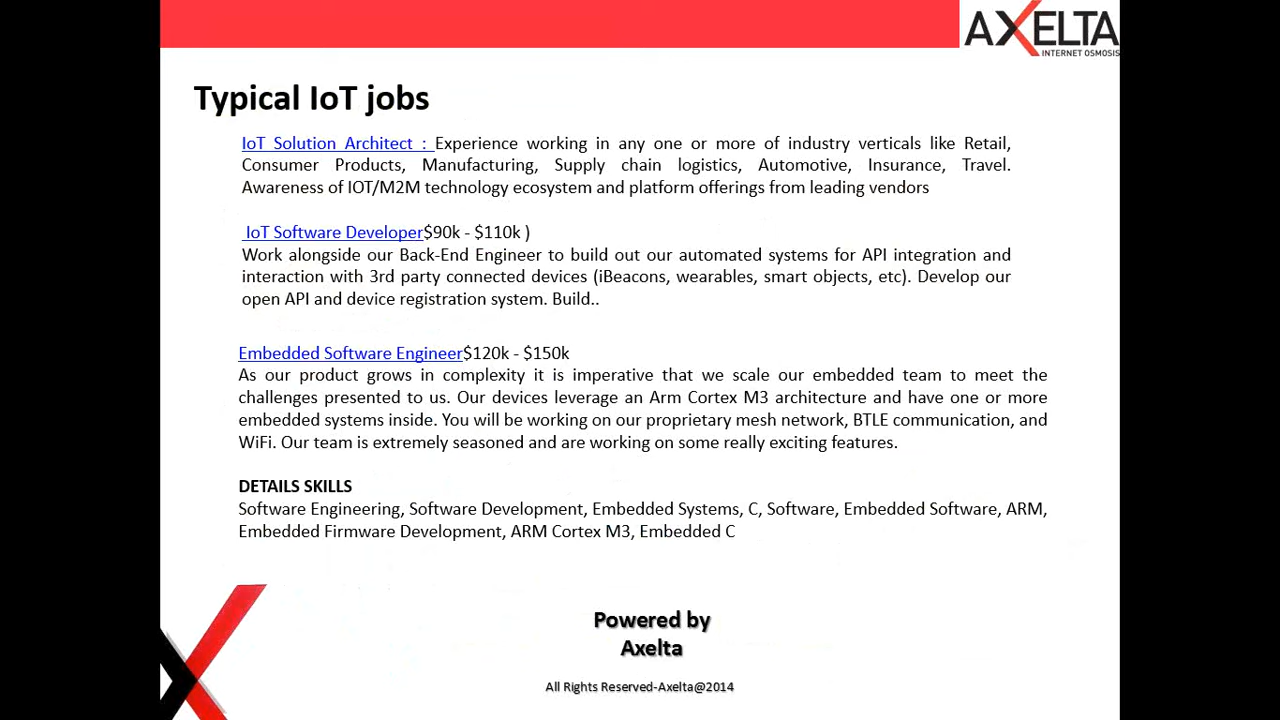 AXELTA
INTERNET OSMOSIS
Typical IoT jobs
IoT Solution Architect : Experience working in any one or more of industry verticals like Retail,
Consumer Products, Manufacturing, Supply chain logistics, Automotive, Insurance, Travel.
Awareness of IOT/M2M technology ecosystem and platform offerings from leading vendors
IoT Software Developer$90k - $110k )
Work alongside our Back-End Engineer to build out our automated systems for API integration and
interaction with 3rd party connected devices (iBeacons, wearables, smart objects, etc). Develop our
open API and device registration system. Build..
Embedded Software Engineer$120k - $150k
As our product grows in complexity it is imperative that we scale our embedded team to meet the
challenges presented to us. Our devices leverage an Arm Cortex M3 architecture and have one or more
embedded systems inside. You will be working on our proprietary mesh network, BTLE communication, and
WiFi. Our team is extremely seasoned and are working on some really exciting features.
DETAILS SKILLS
Software Engineering, Software Development, Embedded Systems, C, Software, Embedded Software, ARM,
Embedded Firmware Development, ARM Cortex M3, Embedded C
Powered by
Axelta
All Rights Reserved-Axelta@2014